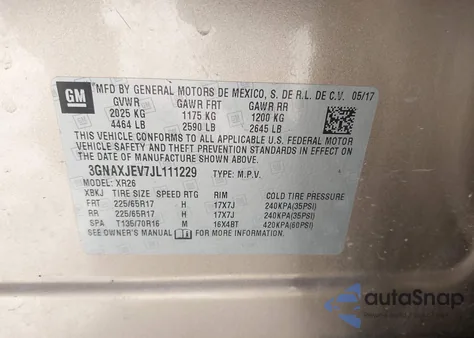 GM
MFD BY GENERAL MOTORS DE MEXICO, S. DE R.L. DE C.V. 05/17
GVWR GAWR FRT GAWR RR
2025 KG 1175 KG 1200 KG
4464 LB 2590 LB 2645 LB
THIS VEHICLE CONFORMS TO ALL APPLICABLE U.S. FEDERAL MOTOR
VEHICLE SAFETY AND THEFT PREVENTION STANDARDS IN EFFECT ON
THE DATE OF MANUFACTURE SHOWN ABOVE.
3GNAXJEV7JL111229 TYPE: M.P.V.
MODEL: XR26
XBKJ TIRE SIZE SPEED RTG RIM COLD TIRE PRESSURE
FRT 225/65R17 H 17X7J 240KPA(35PSI)
RR 225/65R17 H 17X7J 240KPA(35PSI)
SPA T135/70R16 M 16X4BT 420KPA(60PSI)
SEE OWNER'S MANUAL FOR MORE INFORMATION.
autoSnap